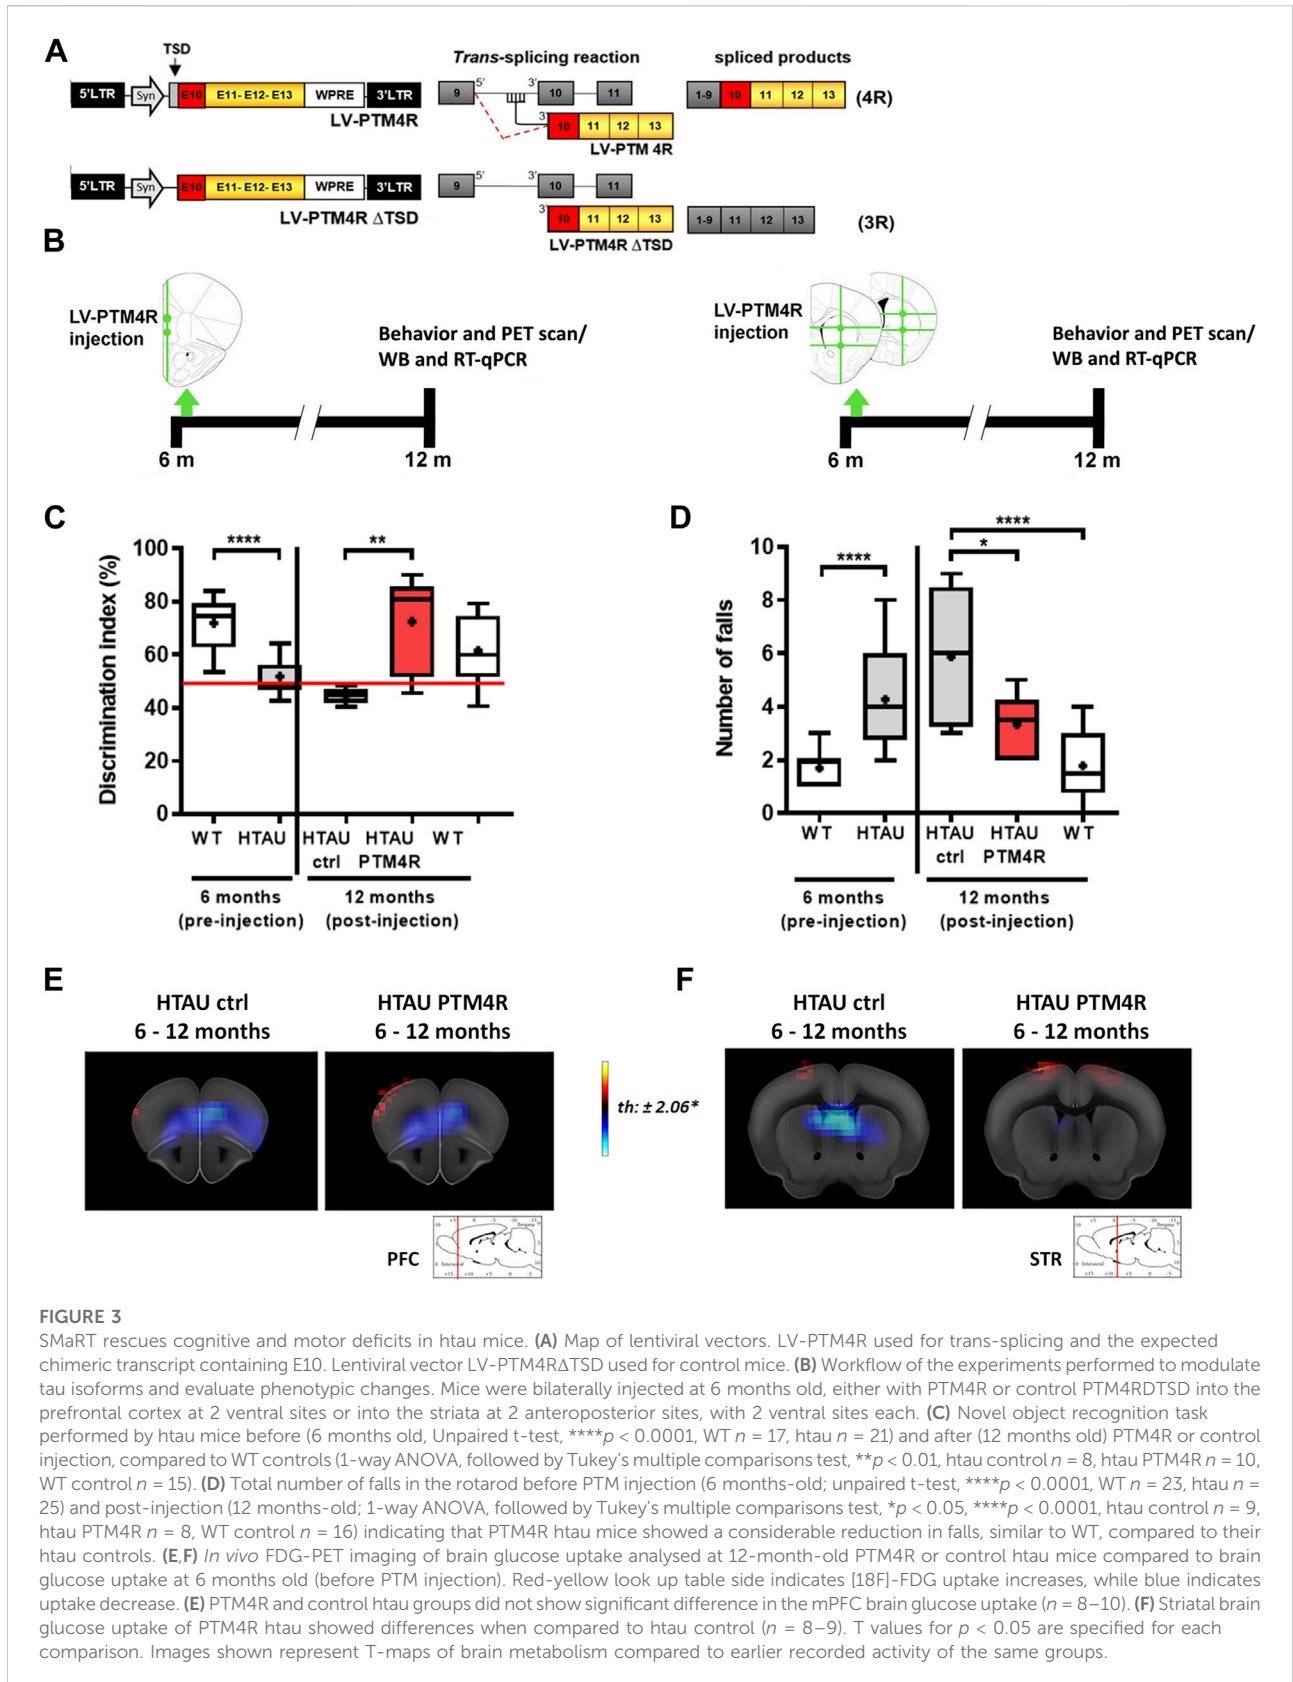 A
TSD
Trans-splicing reaction
spliced products
5'LTR
Syn
E10
E11- E12- E13
WPRE
3'LTR
LV-PTM4R
9
5'
3'
10
11
3'
10
11
12
13
LV-PTM 4R
1-9
10
11
12
13
(4R)
5'LTR
Syn
E10
E11- E12- E13
WPRE
3'LTR
LV-PTM4R ΔTSD
9
5'
3'
10
11
3'
10
11
12
13
LV-PTM4R ΔTSD
1-9
11
12
13
(3R)
B
LV-PTM4R
injection
Behavior and PET scan/
WB and RT-qPCR
6 m
12 m
LV-PTM4R
injection
Behavior and PET scan/
WB and RT-qPCR
6 m
12 m
C
Discrimination index (%)
100
80
60
40
20
0
****
**
WT
HTAU
HTAU
ctrl
HTAU
PTM4R
WT
6 months
(pre-injection)
12 months
(post-injection)
D
Number of falls
10
8
6
4
2
0
****
****
*
WT
HTAU
HTAU
ctrl
HTAU
PTM4R
WT
6 months
(pre-injection)
12 months
(post-injection)
E
HTAU ctrl
6 - 12 months
HTAU PTM4R
6 - 12 months
th: ± 2.06*
PFC
F
HTAU ctrl
6 - 12 months
HTAU PTM4R
6 - 12 months
STR
FIGURE 3
SMaRT rescues cognitive and motor deficits in htau mice. (A) Map of lentiviral vectors. LV-PTM4R used for trans-splicing and the expected
chimeric transcript containing E10. Lentiviral vector LV-PTM4RΔTSD used for control mice. (B) Workflow of the experiments performed to modulate
tau isoforms and evaluate phenotypic changes. Mice were bilaterally injected at 6 months old, either with PTM4R or control PTM4RDTSD into the
prefrontal cortex at 2 ventral sites or into the striata at 2 anteroposterior sites, with 2 ventral sites each. (C) Novel object recognition task
performed by htau mice before (6 months old, Unpaired t-test, ****p < 0.0001, WT n = 17, htau n = 21) and after (12 months old) PTM4R or control
injection, compared to WT controls (1-way ANOVA, followed by Tukey's multiple comparisons test, **p < 0.01, htau control n = 8, htau PTM4R n = 10,
WT control n = 15). (D) Total number of falls in the rotarod before PTM injection (6 months-old; unpaired t-test, ****p < 0.0001, WT n = 23, htau n =
25) and post-injection (12 months-old; 1-way ANOVA, followed by Tukey's multiple comparisons test, *p < 0.05, ****p < 0.0001, htau control n = 9,
htau PTM4R n = 8, WT control n = 16) indicating that PTM4R htau mice showed a considerable reduction in falls, similar to WT, compared to their
htau controls. (E,F) In vivo FDG-PET imaging of brain glucose uptake analysed at 12-month-old PTM4R or control htau mice compared to brain
glucose uptake at 6 months old (before PTM injection). Red-yellow look up table side indicates [18F]-FDG uptake increases, while blue indicates
uptake decrease. (E) PTM4R and control htau groups did not show significant difference in the mPFC brain glucose uptake (n = 8–10). (F) Striatal brain
glucose uptake of PTM4R htau showed differences when compared to htau control (n = 8–9). T values for p < 0.05 are specified for each
comparison. Images shown represent T-maps of brain metabolism compared to earlier recorded activity of the same groups.